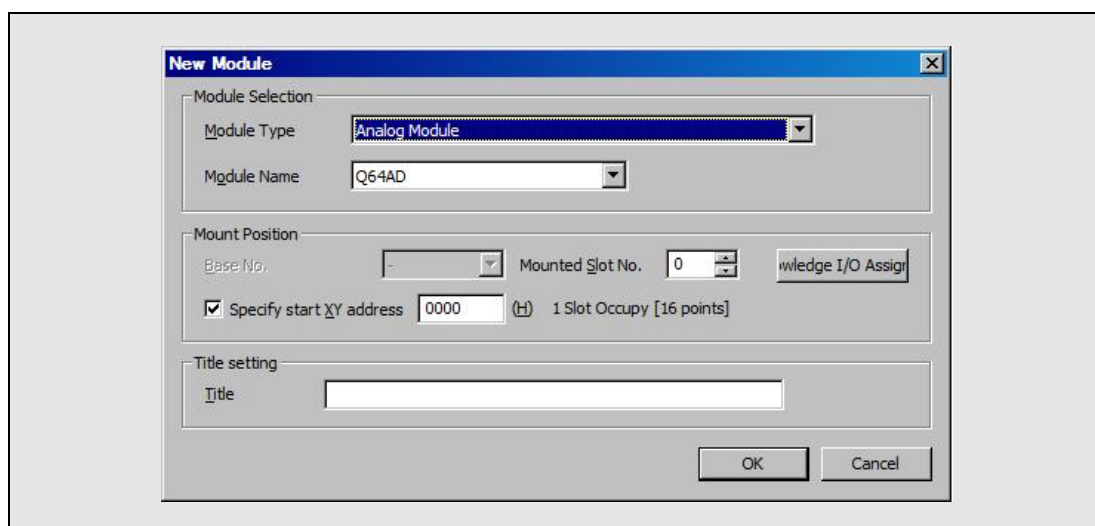 New Module
Module Selection
Module Type Analog Module
Module Name Q64AD
Mount Position
Base No. - Mounted Slot No. 0 wledge I/O Assign
Specify start XY address 0000 (H) 1 Slot Occupy [16 points]
Title setting
Title
OK Cancel